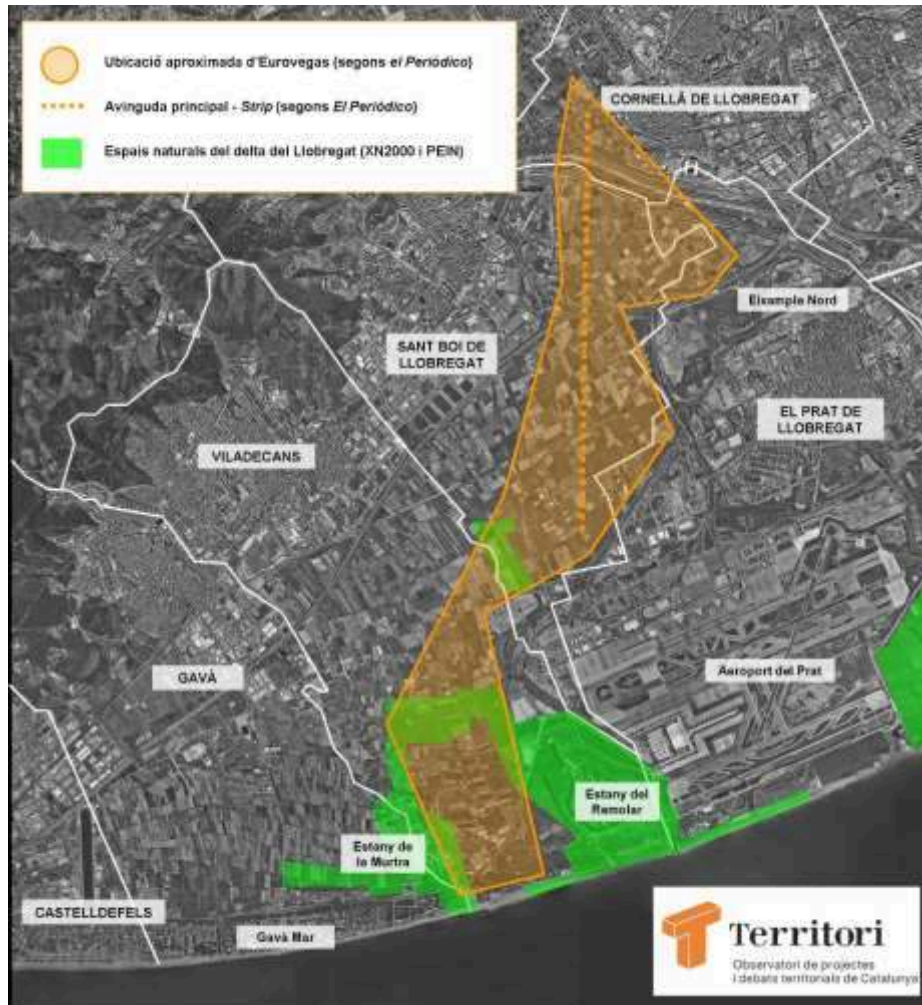 Ubicació aproximada d'Eurovegas (segons el Periódico)
Avinguda principal - Strip (segons El Periódico)
Espais naturals del delta del Llobregat (XN2000 i PEIN)
CORNELLÀ DE LLOBREGAT
Eixample Nord
SANT BOI DE
LLOBREGAT
EL PRAT DE
LLOBREGAT
VILADECANS
GAVÀ
Aeroport del Prat
Estany del
Remolar
Estany de
la Murtra
CASTELLDEFELS
Gavà Mar
Territori
Observatori de projectes
i debats territorials de Catalunya